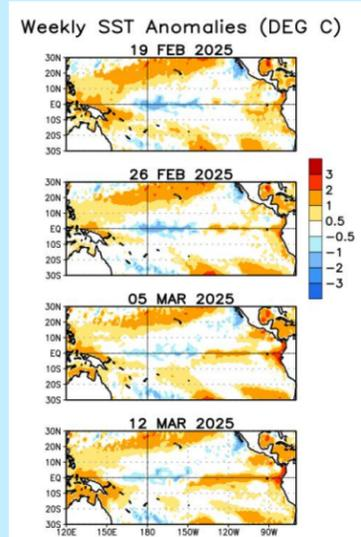 Weekly SST Anomalies (DEG C)
19 FEB 2025
30N
20N
10N
EQ
10S
20S
30S
26 FEB 2025
30N
20N
10N
EQ
10S
20S
30S
3
2
1
0.5
-0.5
-1
-2
-3
05 MAR 2025
30N
20N
10N
EQ
10S
20S
30S
12 MAR 2025
30N
20N
10N
EQ
10S
20S
30S
120E 150E 180 150W 120W 90W